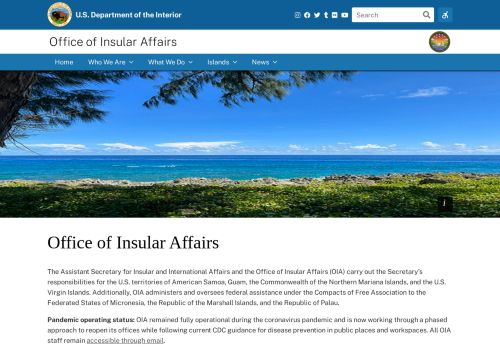 U.S. Department of the Interior
Search
Office of Insular Affairs
Home Who We Are What We Do Islands News
i
Office of Insular Affairs
The Assistant Secretary for Insular and International Affairs and the Office of Insular Affairs (OIA) carry out the Secretary's
responsibilities for the U.S. territories of American Samoa, Guam, the Commonwealth of the Northern Mariana Islands, and the U.S.
Virgin Islands. Additionally, OIA administers and oversees federal assistance under the Compacts of Free Association to the
Federated States of Micronesia, the Republic of the Marshall Islands, and the Republic of Palau.
Pandemic operating status: OIA remained fully operational during the coronavirus pandemic and is now working through a phased
approach to reopen its offices while following current CDC guidance for disease prevention in public places and workspaces. All OIA
staff remain accessible through email.